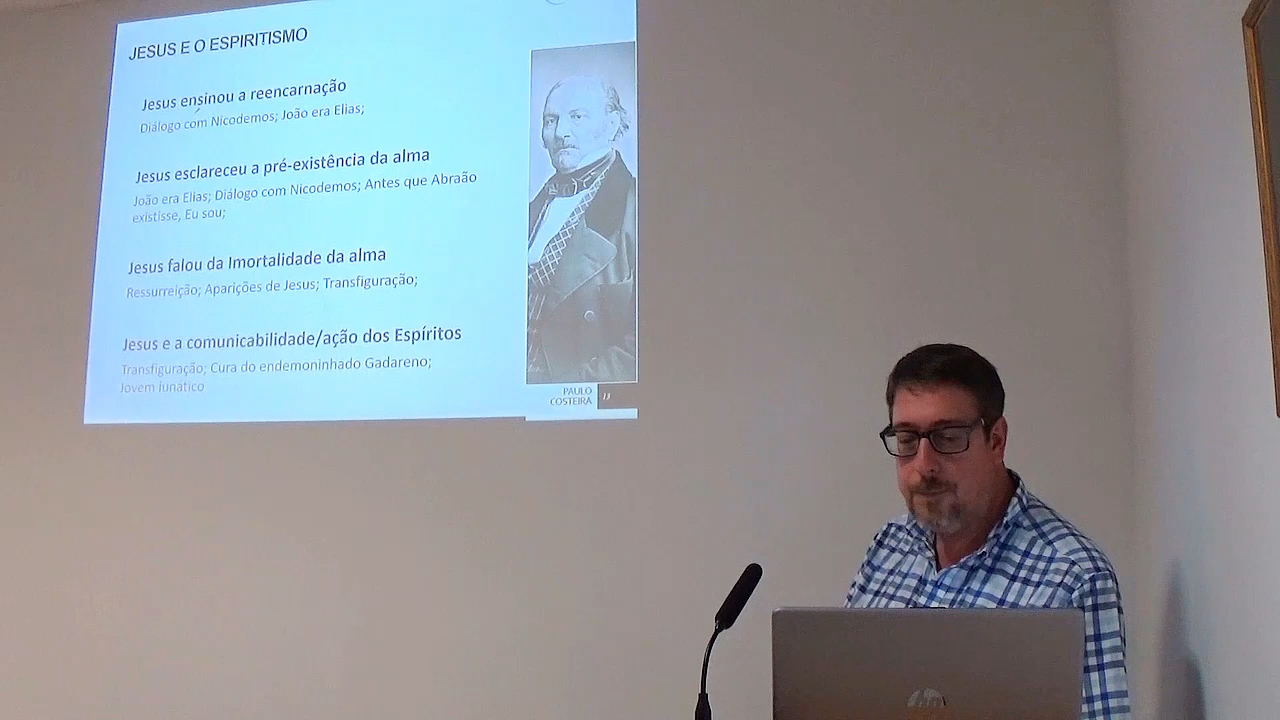 JESUS E O ESPIRITISMO
Jesus ensinou a reencarnação
Diálogo com Nicodemos; João era Elias;
Jesus esclareceu a pré-existência da alma
João era Elias; Diálogo com Nicodemos; Antes que Abraão
existisse, Eu sou;
Jesus falou da Imortalidade da alma
Ressurreição; Aparições de Jesus; Transfiguração;
Jesus e a comunicabilidade/ação dos Espíritos
Transfiguração; Cura do endemoninhado Gadareno;
Jovem lunático
PAULO
COSTEIRA
13
hp